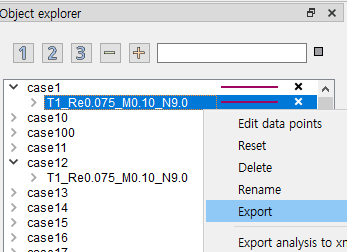 Object explorer
1 2 3
case1
T1_Re0.075_M0.10_N9.0
case10
case100
case11
case12
T1_Re0.075_M0.10_N9.0
case13
case14
case15
case16
Edit data points
Reset
Delete
Rename
Export
Export analysis to